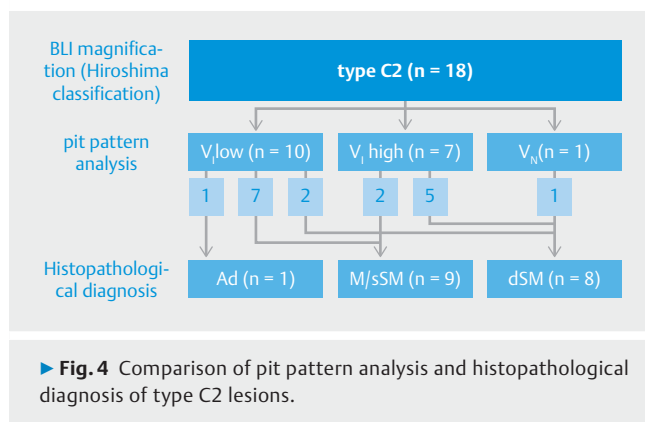 BLI magnifica-
tion (Hiroshima
classification)
type C2 (n = 18)
pit pattern
analysis
VIlow (n = 10)
VI high (n = 7)
VN(n = 1)
1
7
2
2
5
1
Histopathologi-
cal diagnosis
Ad (n = 1)
M/sSM (n = 9)
dSM (n = 8)
► Fig. 4 Comparison of pit pattern analysis and histopathological
diagnosis of type C2 lesions.